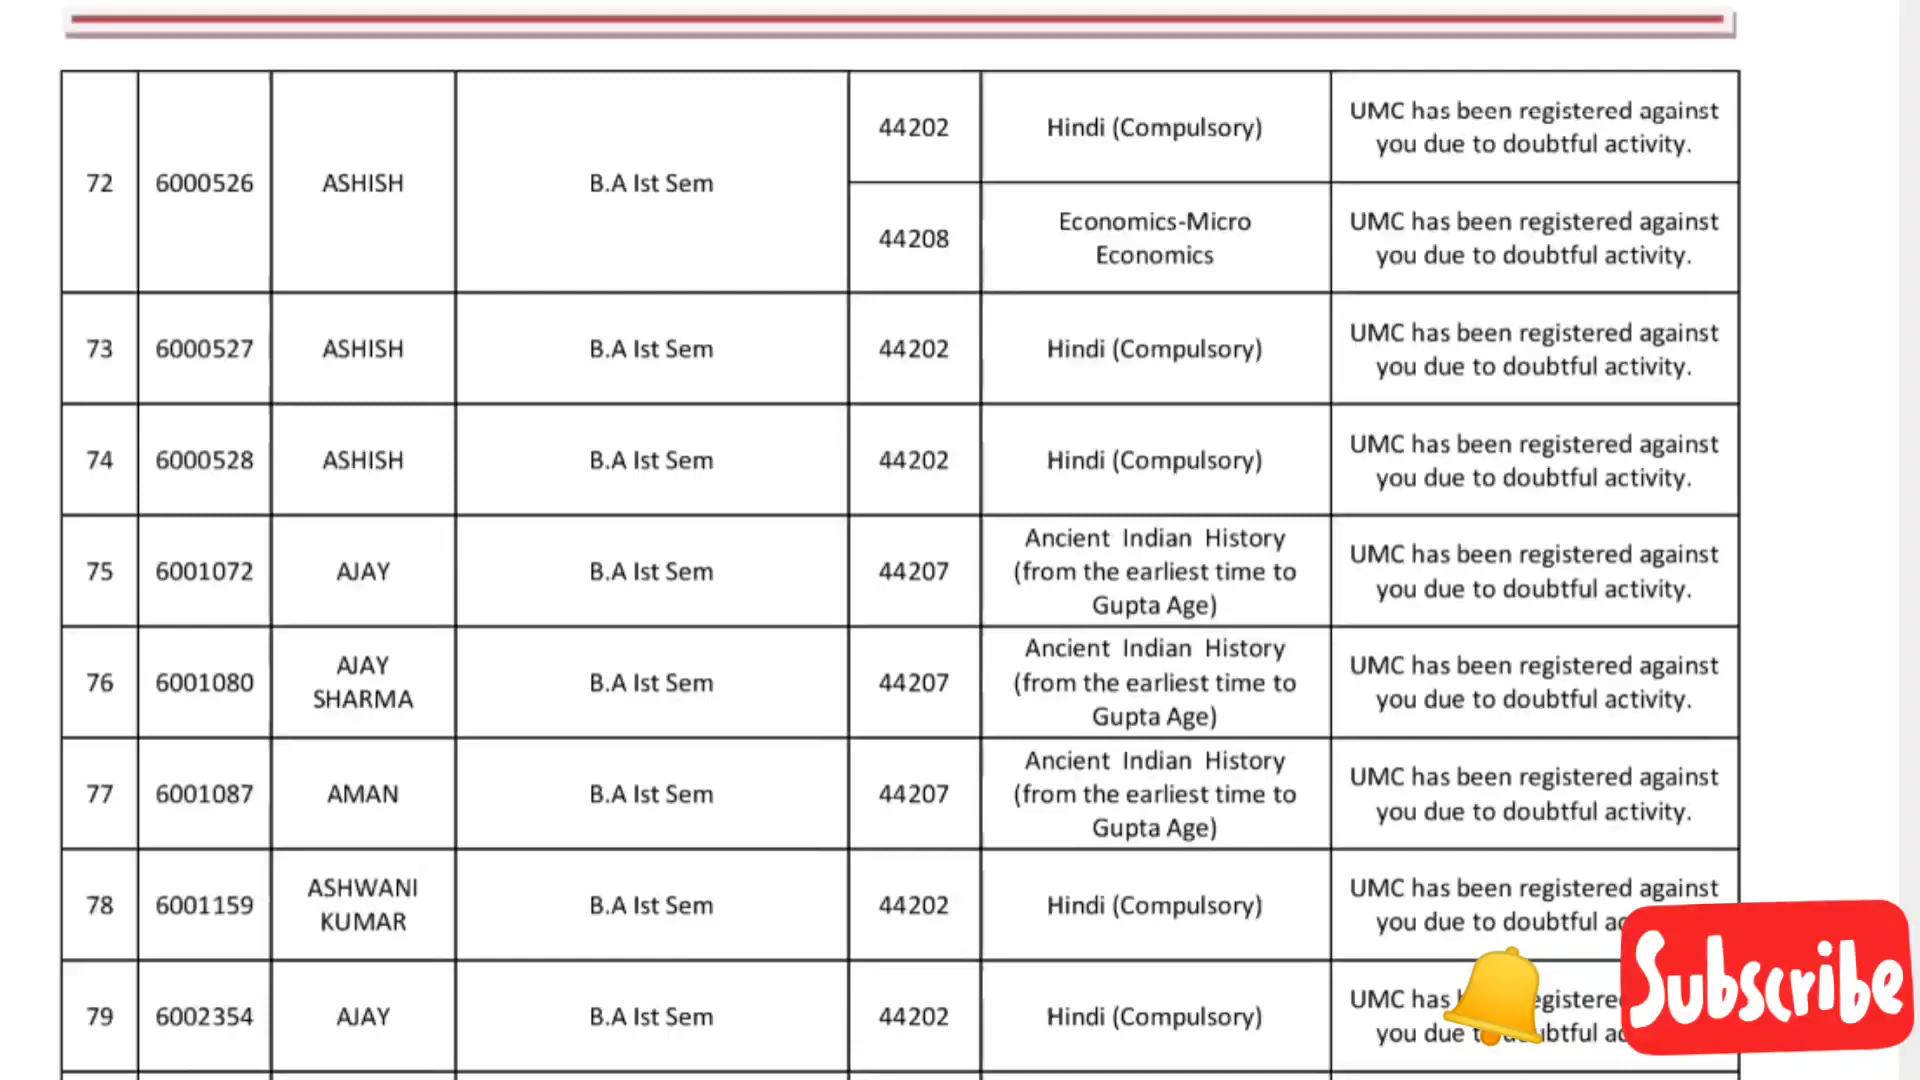 72 6000526 ASHISH B.A Ist Sem 44202 Hindi (Compulsory) UMC has been registered against
you due to doubtful activity.
44208 Economics-Micro
Economics UMC has been registered against
you due to doubtful activity.
73 6000527 ASHISH B.A Ist Sem 44202 Hindi (Compulsory) UMC has been registered against
you due to doubtful activity.
74 6000528 ASHISH B.A Ist Sem 44202 Hindi (Compulsory) UMC has been registered against
you due to doubtful activity.
75 6001072 AJAY B.A Ist Sem 44207 Ancient Indian History
(from the earliest time to
Gupta Age) UMC has been registered against
you due to doubtful activity.
76 6001080 AJAY
SHARMA B.A Ist Sem 44207 Ancient Indian History
(from the earliest time to
Gupta Age) UMC has been registered against
you due to doubtful activity.
77 6001087 AMAN B.A Ist Sem 44207 Ancient Indian History
(from the earliest time to
Gupta Age) UMC has been registered against
you due to doubtful activity.
78 6001159 ASHWANI
KUMAR B.A Ist Sem 44202 Hindi (Compulsory) UMC has been registered against
you due to doubtful
79 6002354 AJAY B.A Ist Sem 44202 Hindi (Compulsory) UMC has
you due
Subscribe